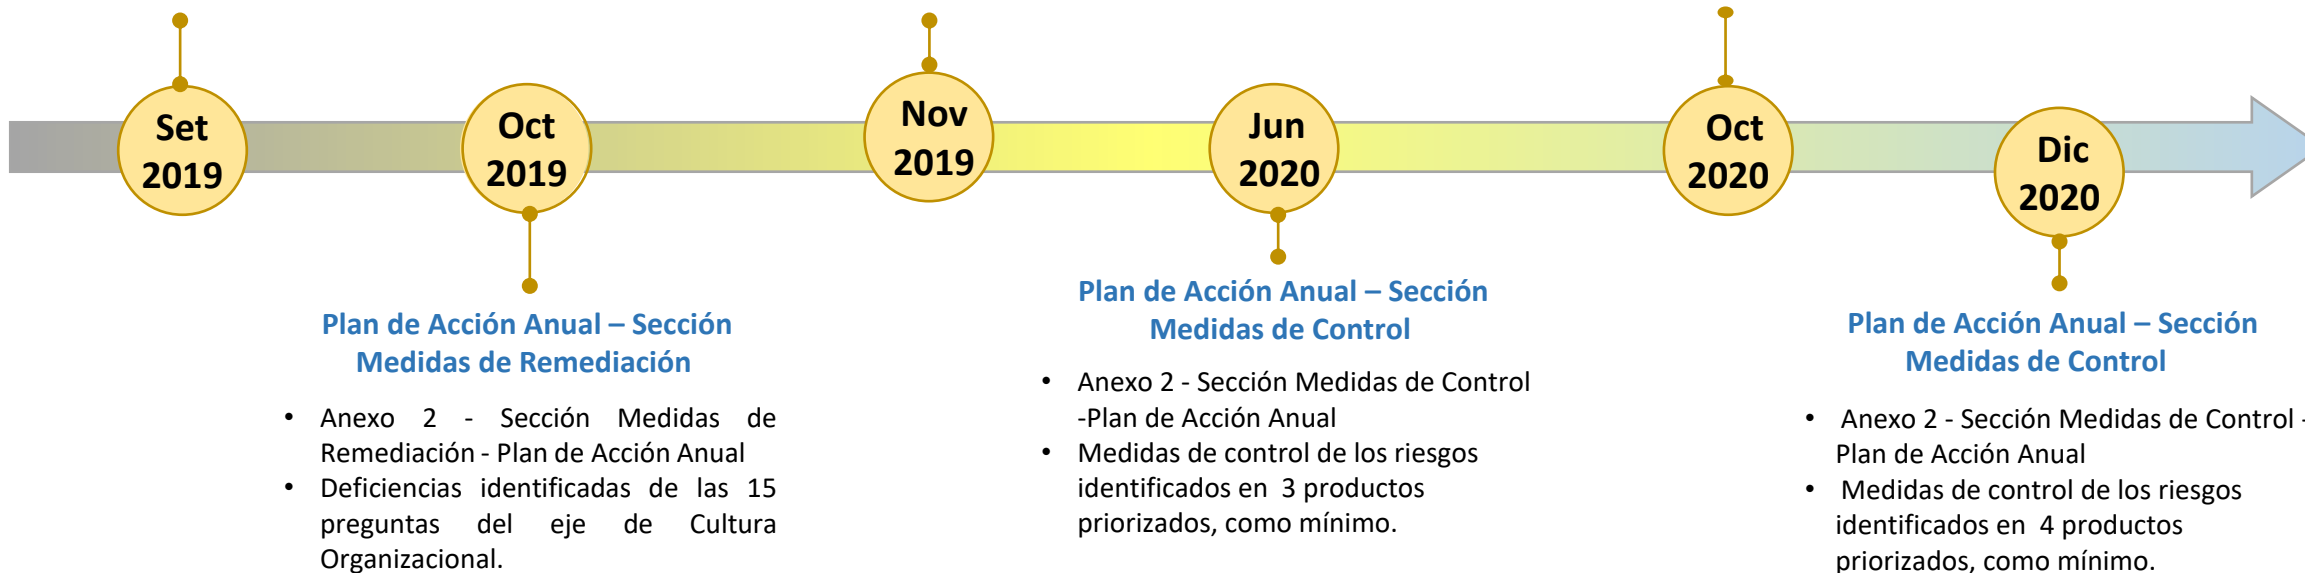 Set
2019
Oct
2019
Nov
2019
Jun
2020
Oct
2020
Dic
2020
Plan de Acción Anual – Sección
Medidas de Remediación
• Anexo 2 - Sección Medidas de
Remediación - Plan de Acción Anual
• Deficiencias identificadas de las 15
preguntas del eje de Cultura
Organizacional.
Plan de Acción Anual – Sección
Medidas de Control
• Anexo 2 - Sección Medidas de Control
-Plan de Acción Anual
• Medidas de control de los riesgos
identificados en 3 productos
priorizados, como mínimo.
Plan de Acción Anual – Sección
Medidas de Control
• Anexo 2 - Sección Medidas de Control -
Plan de Acción Anual
• Medidas de control de los riesgos
identificados en 4 productos
priorizados, como mínimo.